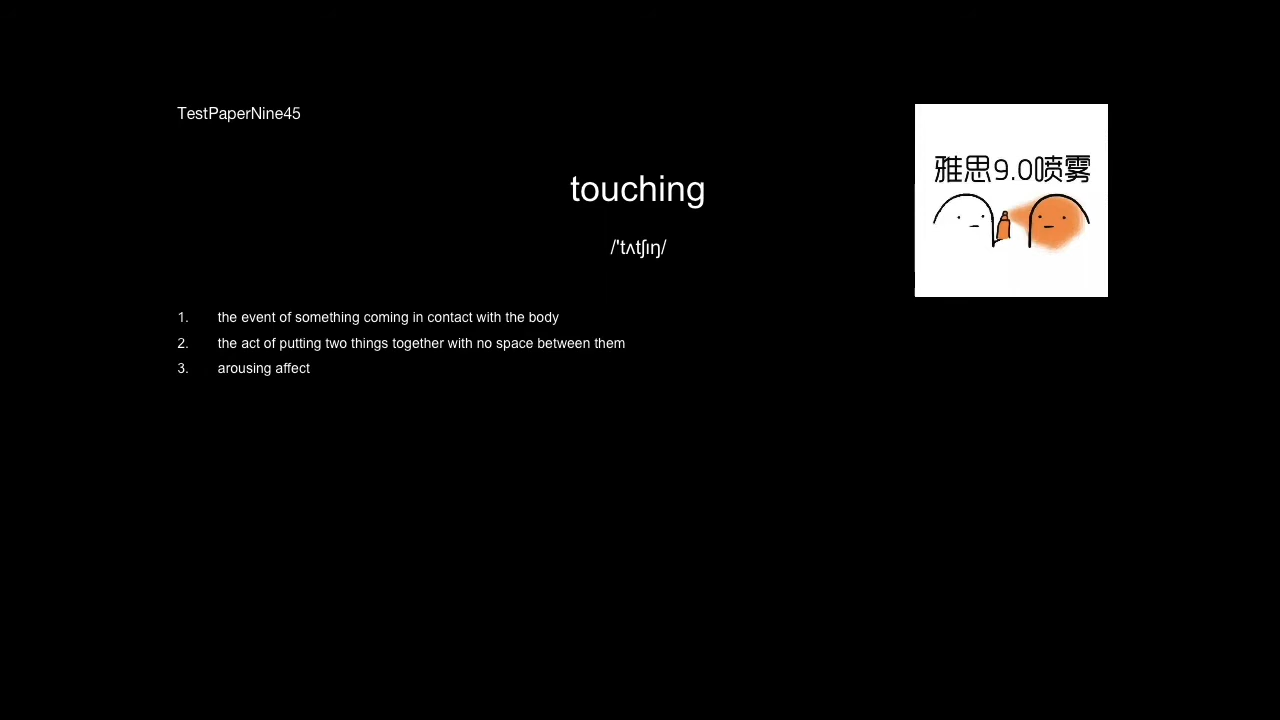 TestPaperNine45
雅思9.0喷雾
touching
/'tʌtʃɪŋ/
1. the event of something coming in contact with the body
2. the act of putting two things together with no space between them
3. arousing affect